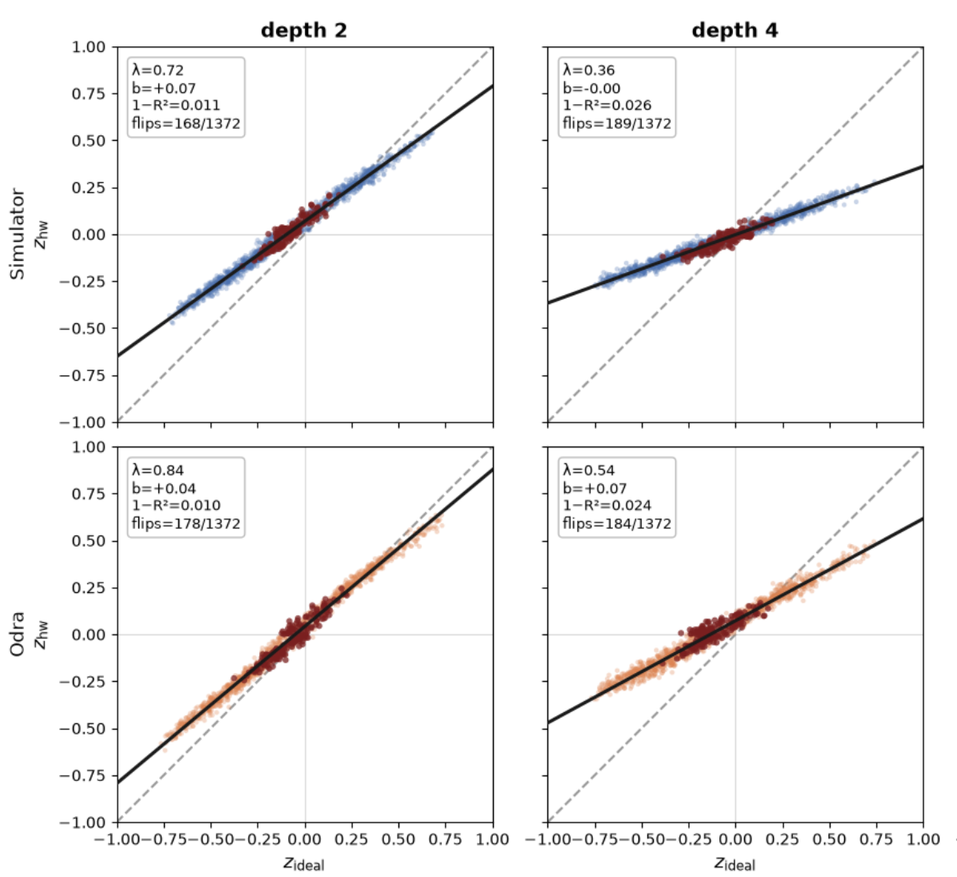 depth 2
depth 4
λ=0.72
b=+0.07
1−R²=0.011
flips=168/1372
λ=0.36
b=-0.00
1−R²=0.026
flips=189/1372
1.00
0.75
0.50
0.25
0.00
−0.25
−0.50
−0.75
−1.00
Simulator
z_hw
λ=0.84
b=+0.04
1−R²=0.010
flips=178/1372
λ=0.54
b=+0.07
1−R²=0.024
flips=184/1372
1.00
0.75
0.50
0.25
0.00
−0.25
−0.50
−0.75
−1.00
Odra
z_hw
−1.00−0.75−0.50−0.25 0.00 0.25 0.50 0.75 1.00
−1.00−0.75−0.50−0.25 0.00 0.25 0.50 0.75 1.00
z_ideal
z_ideal